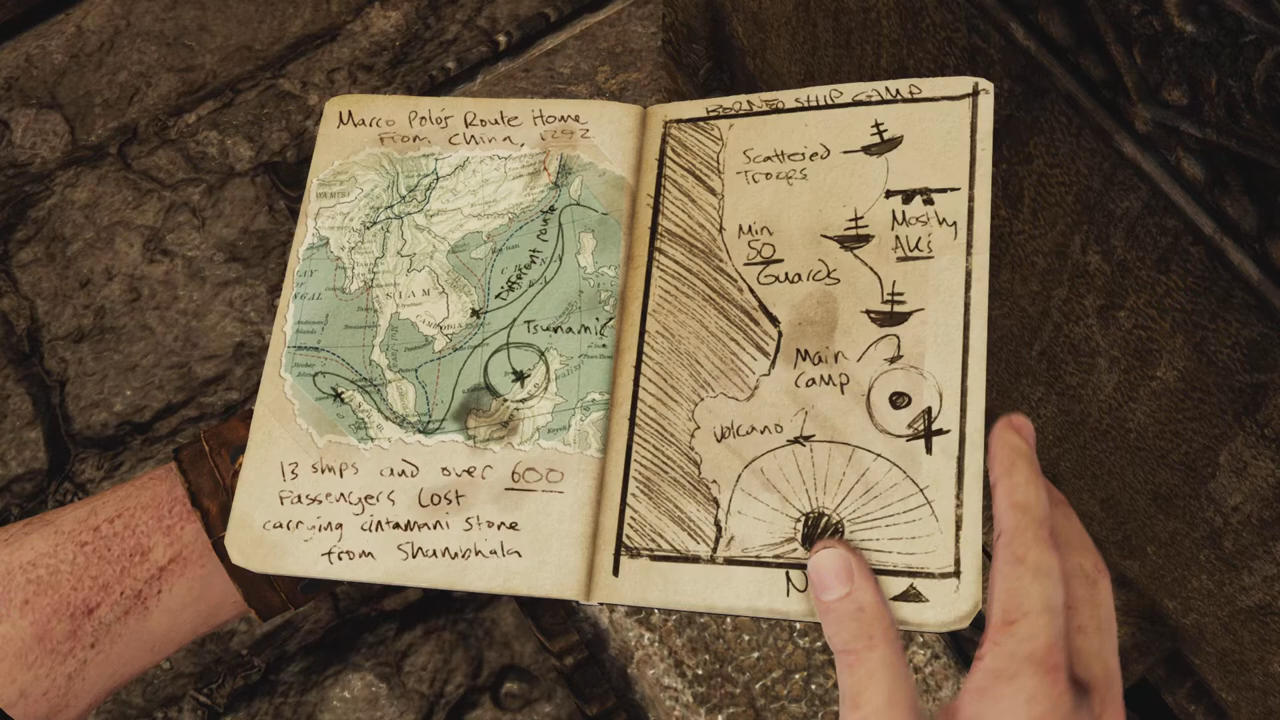 Marco Polo's Route Home
From China, 1292
SIAM
Different route
Tsunami
13 ships and over 600
Passengers Lost
carrying cintamani Stone
from Shambhala
BORNEO SHIP CAMP
Scattered
Troops
Mostly
AKs
Min
50
Guards
Main
Camp
Volcano
N